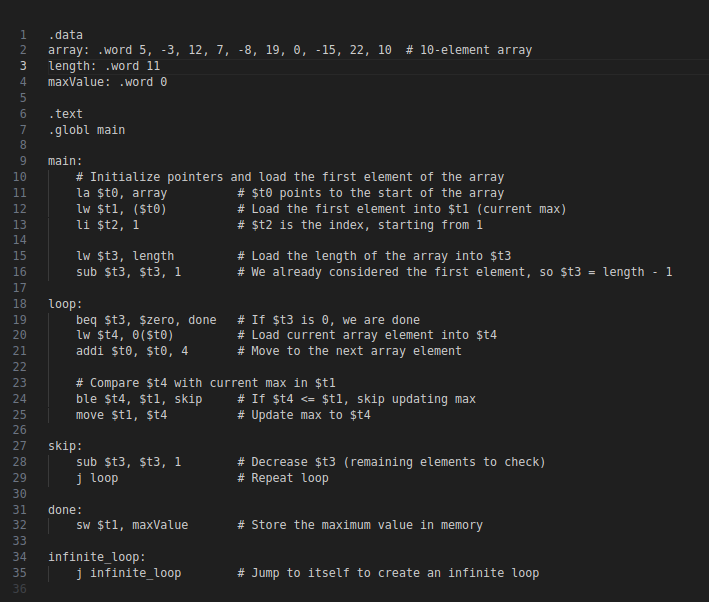 1 .data
2 array: .word 5, -3, 12, 7, -8, 19, 0, -15, 22, 10  # 10-element array
3 length: .word 11
4 maxValue: .word 0
5
6 .text
7 .globl main
8
9 main:
10     # Initialize pointers and load the first element of the array
11     la $t0, array          # $t0 points to the start of the array
12     lw $t1, ($t0)          # Load the first element into $t1 (current max)
13     li $t2, 1              # $t2 is the index, starting from 1
14
15     lw $t3, length         # Load the length of the array into $t3
16     sub $t3, $t3, 1        # We already considered the first element, so $t3 = length - 1
17
18 loop:
19     beq $t3, $zero, done   # If $t3 is 0, we are done
20     lw $t4, 0($t0)         # Load current array element into $t4
21     addi $t0, $t0, 4       # Move to the next array element
22
23     # Compare $t4 with current max in $t1
24     ble $t4, $t1, skip     # If $t4 <= $t1, skip updating max
25     move $t1, $t4          # Update max to $t4
26
27 skip:
28     sub $t3, $t3, 1        # Decrease $t3 (remaining elements to check)
29     j loop                 # Repeat loop
30
31 done:
32     sw $t1, maxValue       # Store the maximum value in memory
33
34 infinite_loop:
35     j infinite_loop        # Jump to itself to create an infinite loop
36